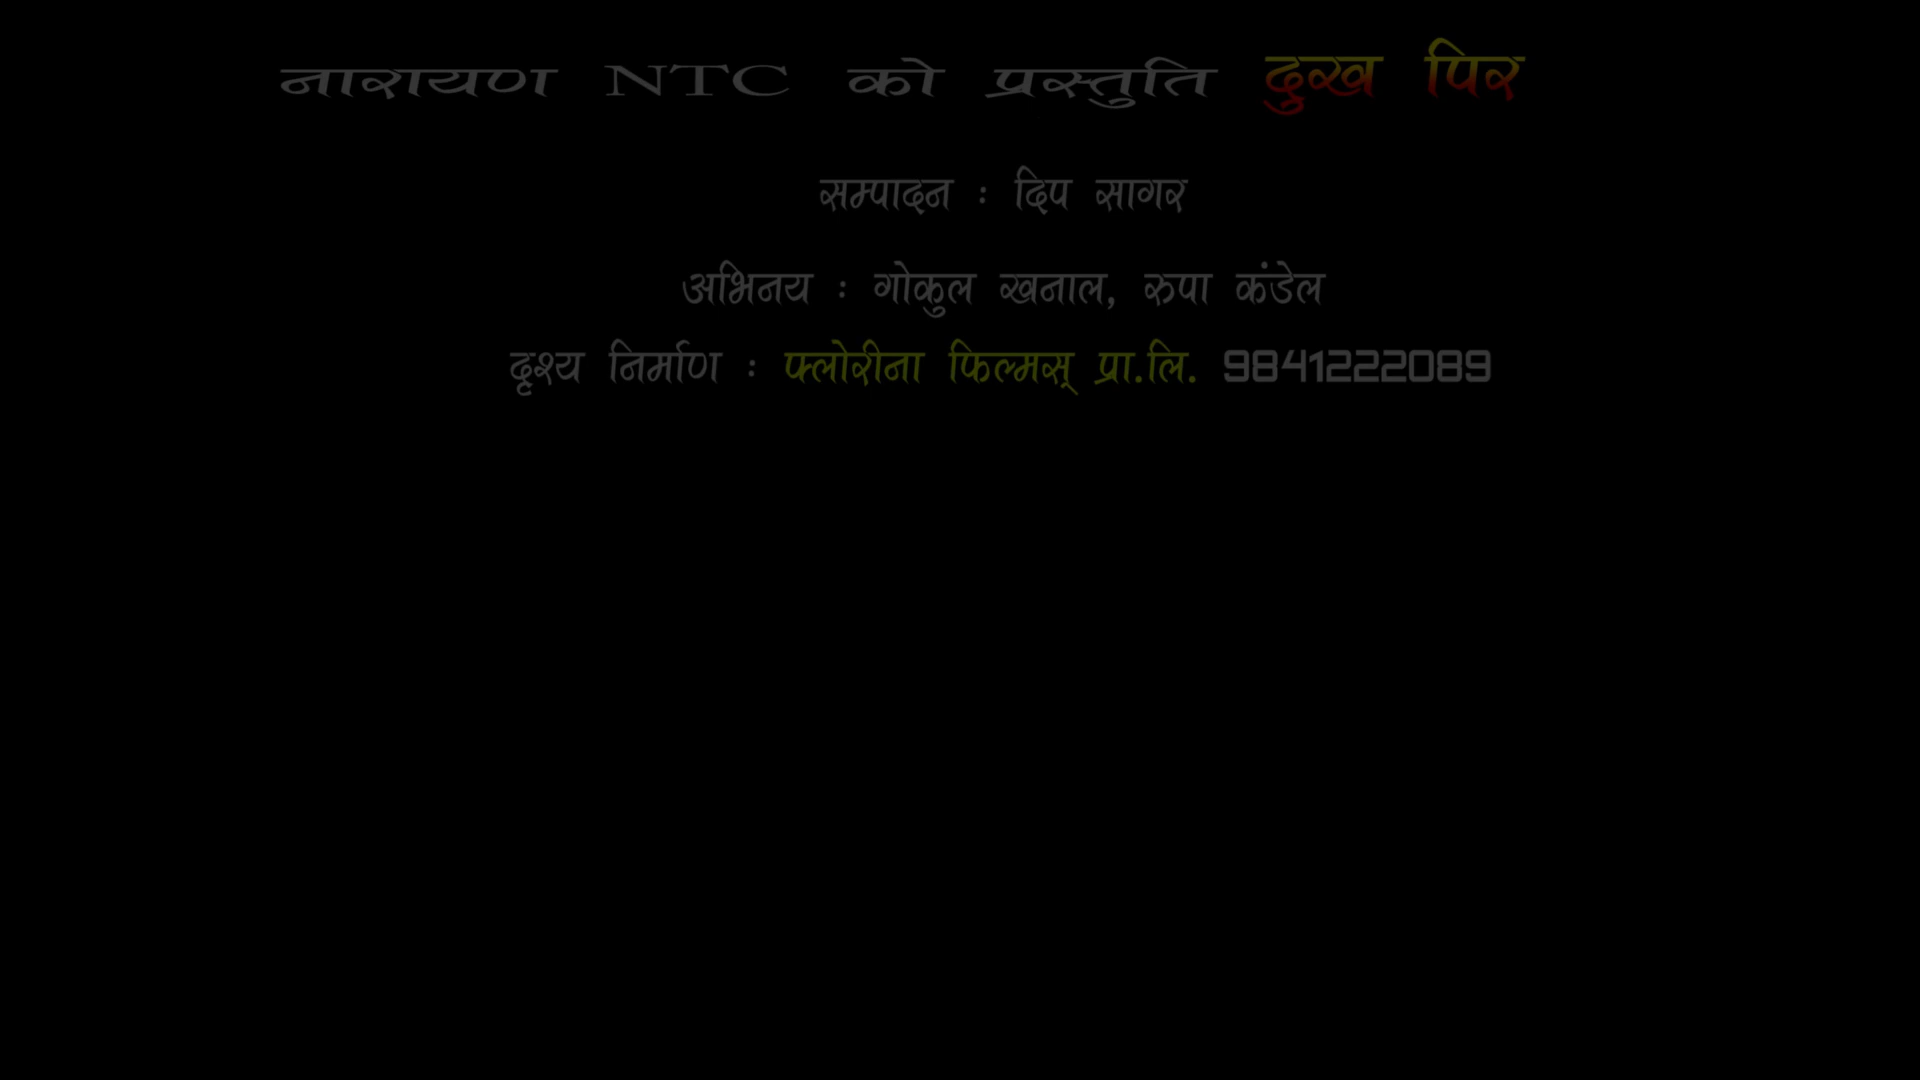 नारायण NTC को प्रस्तुति दुख पिर
सम्पादन : दिप सागर
अभिनय : गोकुल खनाल, रुपा कंडेल
दृश्य निर्माण : फ्लोरीना फिल्मस् प्रा.लि. 9841222089